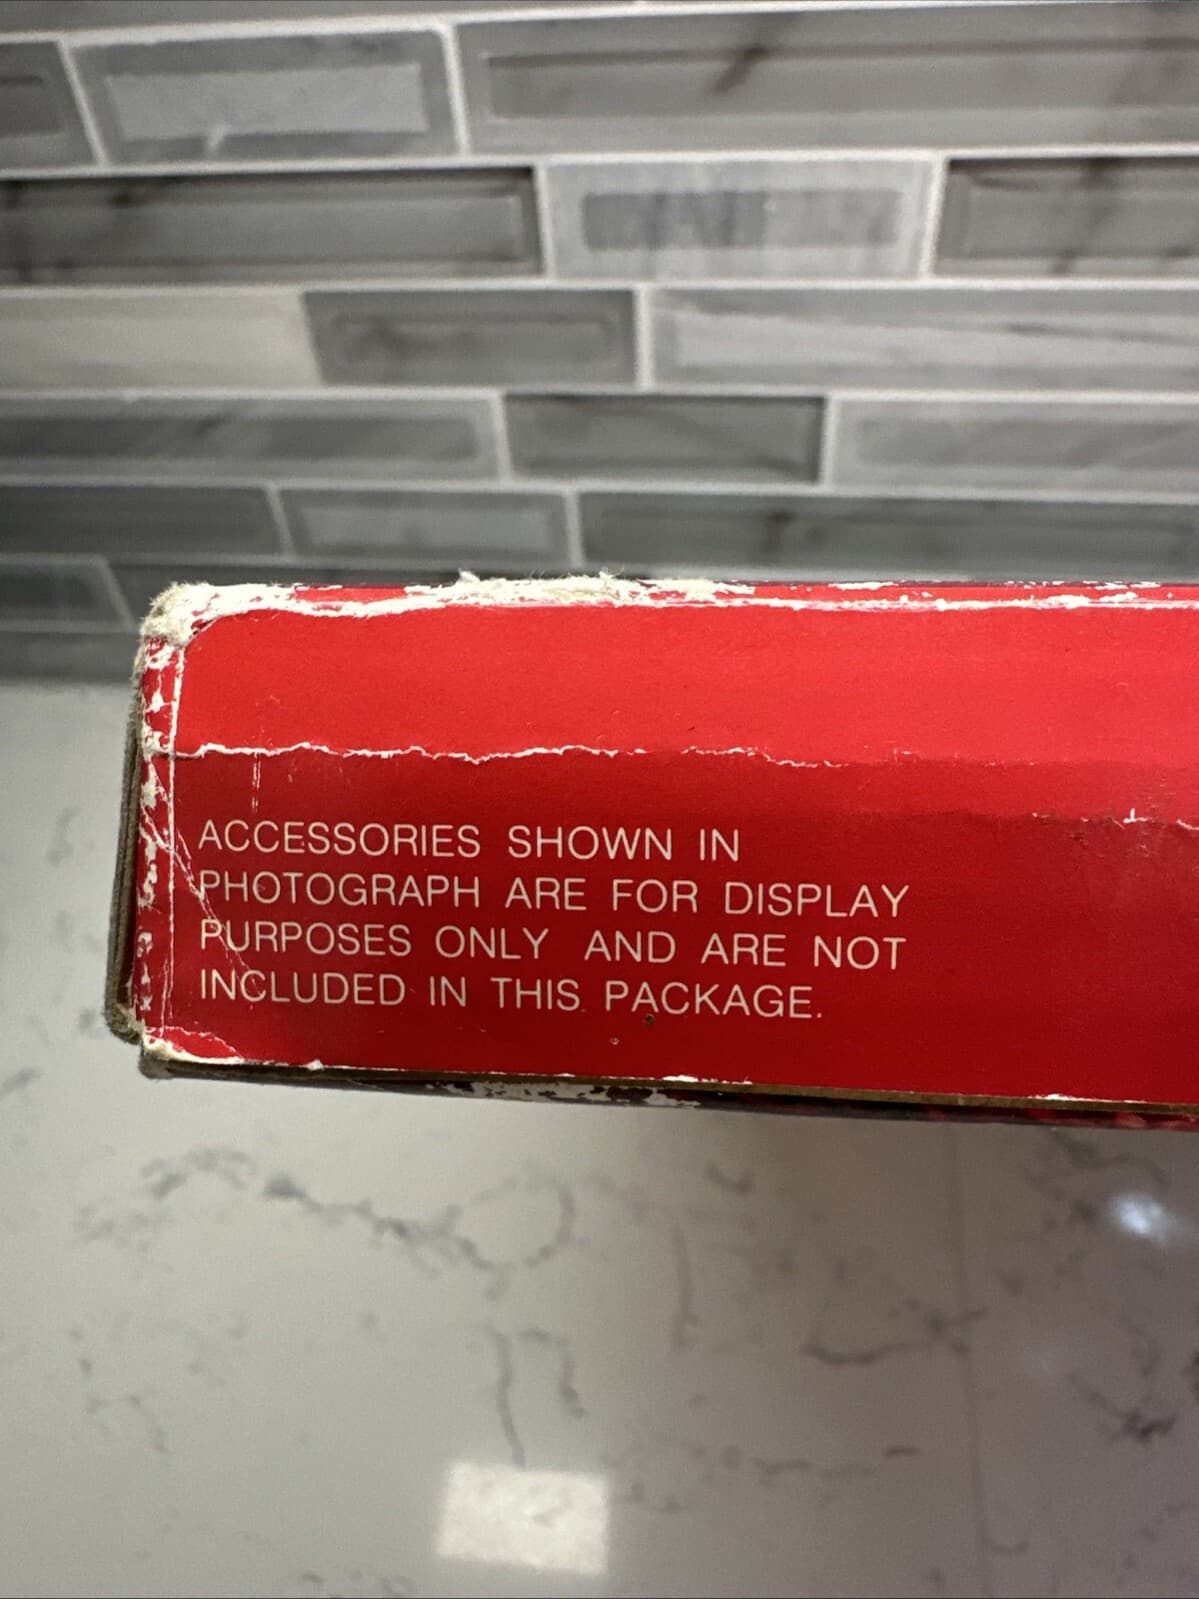 ACCESSORIES SHOWN IN
PHOTOGRAPH ARE FOR DISPLAY
PURPOSES ONLY AND ARE NOT
INCLUDED IN THIS PACKAGE.